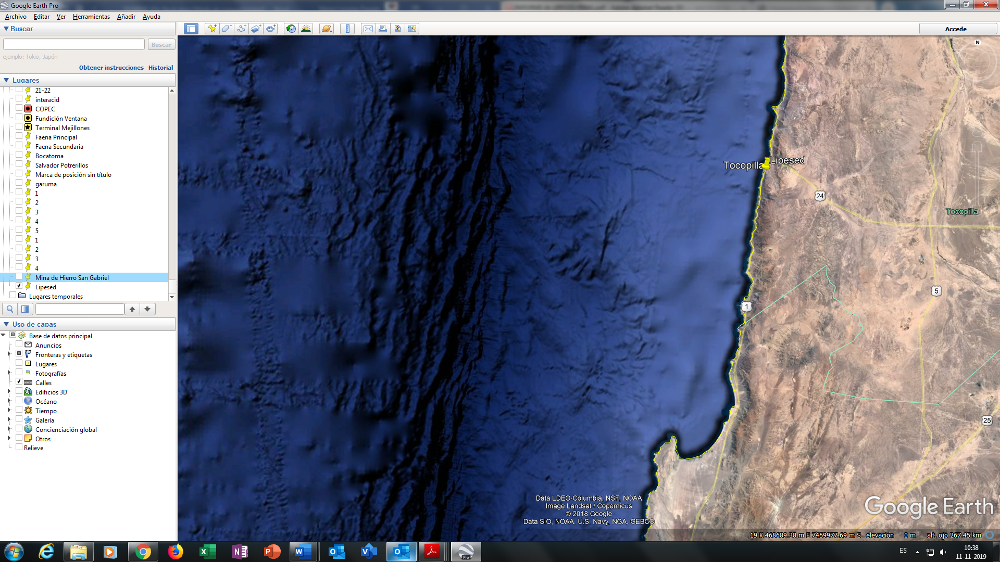 Google Earth Pro
Archivo Editar Ver Herramientas Añadir Ayuda
Buscar
Buscar
ejemplo: Tokio, Japón
Obtener instrucciones Historial
Lugares
21-22
interacid
COPEC
Fundición Ventana
Terminal Mejillones
Faena Principal
Faena Secundaria
Bocatoma
Salvador Potrerillos
Marca de posición sin título
garuma
1
2
3
4
5
1
2
3
4
Mina de Hierro San Gabriel
Lipesed
Lugares temporales
Uso de capas
Base de datos principal
Anuncios
Fronteras y etiquetas
Lugares
Fotografías
Calles
Edificios 3D
Océano
Tiempo
Galería
Concienciación global
Otros
Relieve
Accede
N
Tocopilla
Lipesed
24
Tocopilla
5
1
25
Data LDEO-Columbia, NSF, NOAA
Image Landsat / Copernicus
© 2018 Google
Data SIO, NOAA, U.S. Navy, NGA, GEBCO
Google Earth
19 K 468689.38 m E 7459977.69 m S elevación 0 m alt. ojo 267.45 km
ES
10:38
11-11-2019